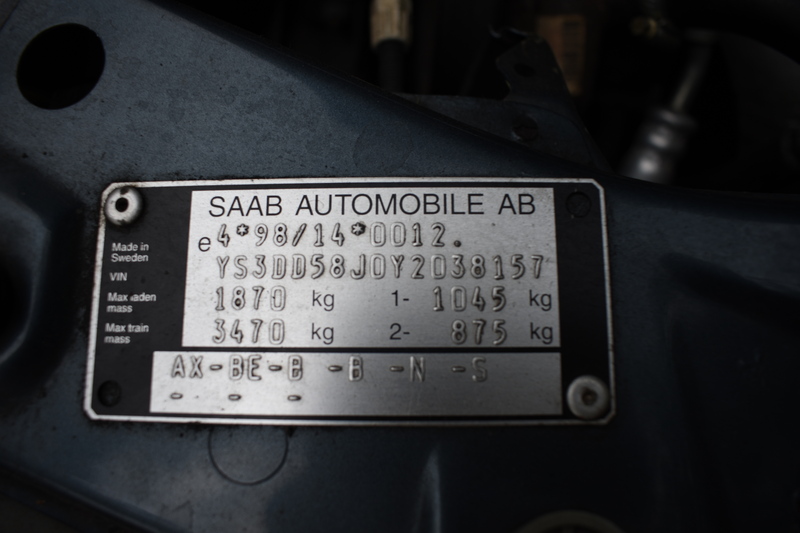 SAAB AUTOMOBILE AB
e4*98/14*0012.
Made in Sweden
VIN YS3DD58J0Y2038157
Max laden mass 1870 kg 1- 1045 kg
Max train mass 3470 kg 2- 875 kg
AX-BE-B -B -N -S
- - -